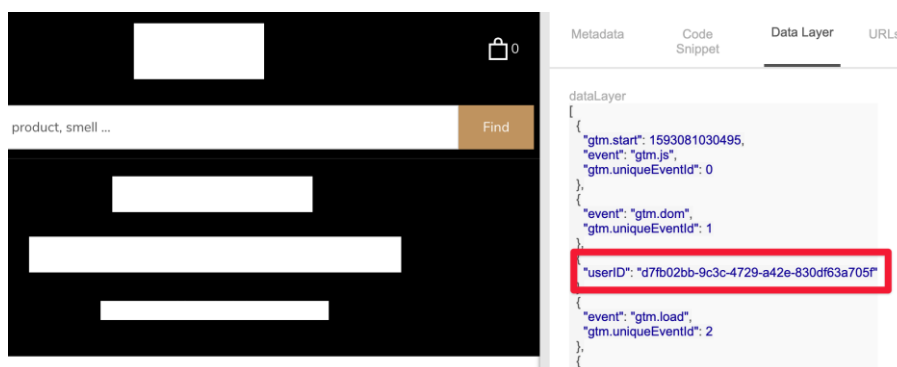 0
product, smell ...
Find
Metadata
Code
Snippet
Data Layer
URLs
dataLayer
[
{
"gtm.start": 1593081030495,
"event": "gtm.js",
"gtm.uniqueEventId": 0
},
{
"event": "gtm.dom",
"gtm.uniqueEventId": 1
},
{
"userID": "d7fb02bb-9c3c-4729-a42e-830df63a705f"
}
{
"event": "gtm.load",
"gtm.uniqueEventId": 2
},
{